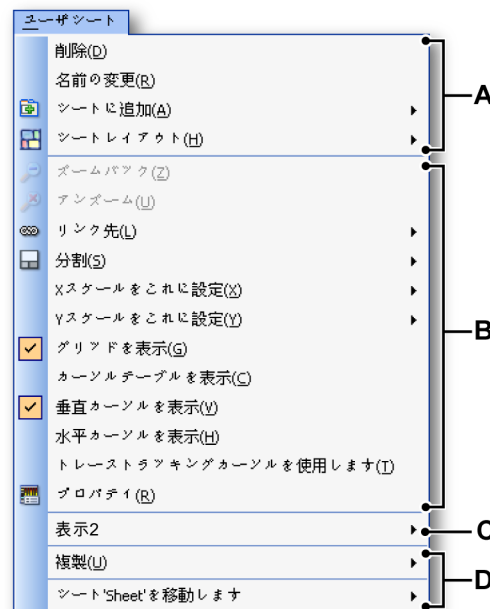 ユーザシート
削除(D)
名前の変更(R)
シートに追加(A)
シートレイアウト(H)
A
ズームバック(Z)
アンズーム(U)
リンク先(L)
分割(S)
Xスケールをこれに設定(X)
Yスケールをこれに設定(Y)
グリッドを表示(G)
カーソルテーブルを表示(C)
垂直カーソルを表示(V)
水平カーソルを表示(H)
トレーストラッキングカーソルを使用します(T)
プロパティ(R)
B
表示2
C
複製(U)
シート'Sheet'を移動します
D